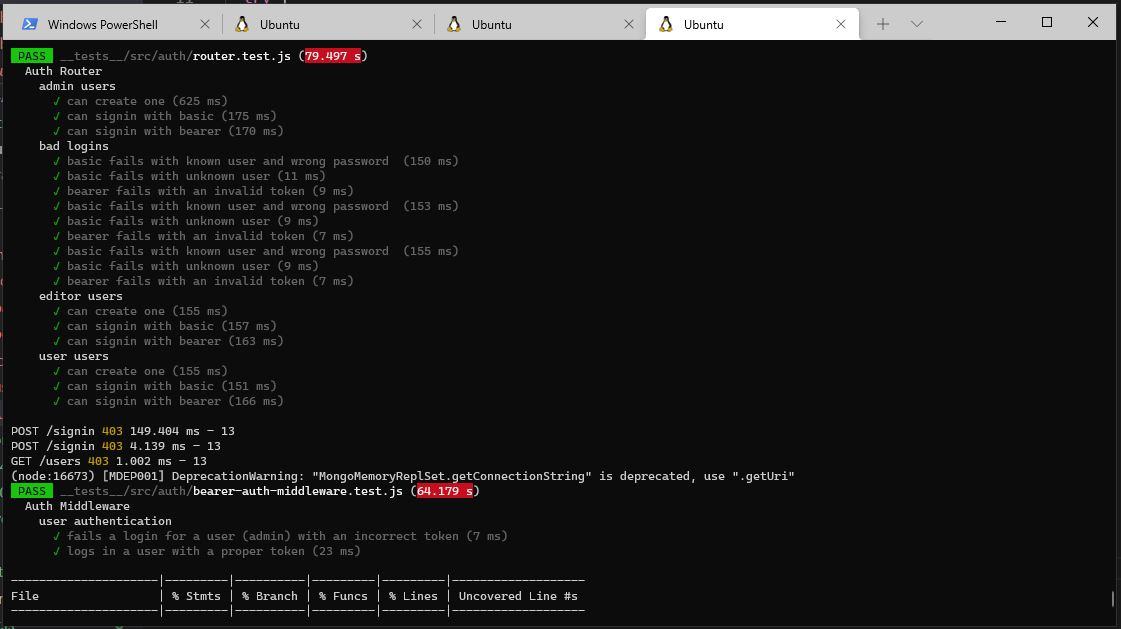 Windows PowerShell
Ubuntu
Ubuntu
Ubuntu
PASS __tests__/src/auth/router.test.js (79.497 s)
Auth Router
admin users
✓ can create one (625 ms)
✓ can signin with basic (175 ms)
✓ can signin with bearer (170 ms)
bad logins
✓ basic fails with known user and wrong password  (150 ms)
✓ basic fails with unknown user (11 ms)
✓ bearer fails with an invalid token (9 ms)
✓ basic fails with known user and wrong password  (153 ms)
✓ basic fails with unknown user (9 ms)
✓ bearer fails with an invalid token (7 ms)
✓ basic fails with known user and wrong password  (155 ms)
✓ basic fails with unknown user (9 ms)
✓ bearer fails with an invalid token (7 ms)
editor users
✓ can create one (155 ms)
✓ can signin with basic (157 ms)
✓ can signin with bearer (163 ms)
user users
✓ can create one (155 ms)
✓ can signin with basic (151 ms)
✓ can signin with bearer (166 ms)
POST /signin 403 149.404 ms - 13
POST /signin 403 4.139 ms - 13
GET /users 403 1.002 ms - 13
(node:16673) [MDEP001] DeprecationWarning: "MongoMemoryReplSet.getConnectionString" is deprecated, use ".getUri"
PASS __tests__/src/auth/bearer-auth-middleware.test.js (64.179 s)
Auth Middleware
user authentication
✓ fails a login for a user (admin) with an incorrect token (7 ms)
✓ logs in a user with a proper token (23 ms)
---------------------|---------|----------|---------|---------|-------------------
File                 | % Stmts | % Branch | % Funcs | % Lines | Uncovered Line #s
---------------------|---------|----------|---------|---------|-------------------